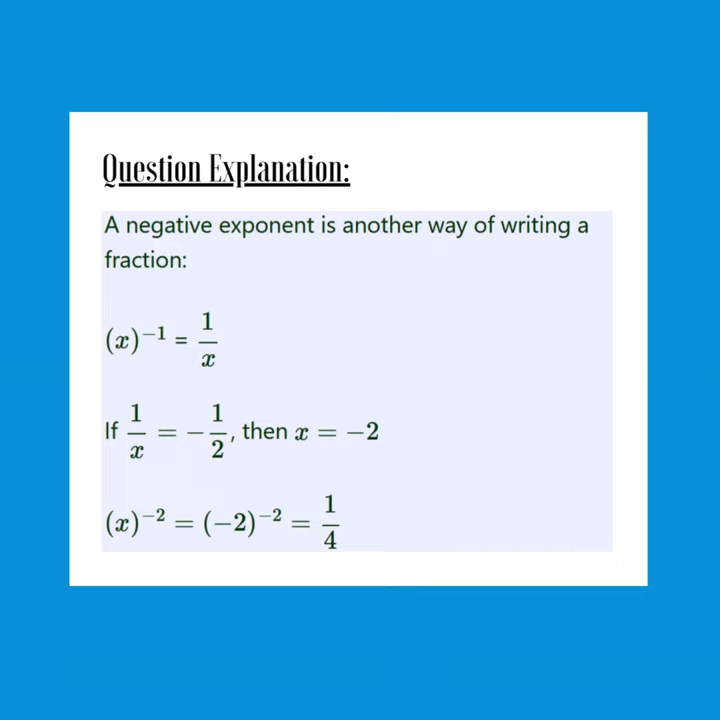 Question Explanation:
A negative exponent is another way of writing a
fraction:
(x)⁻¹ = 1/x
If 1/x = −1/2, then x = −2
(x)⁻² = (−2)⁻² = 1/4